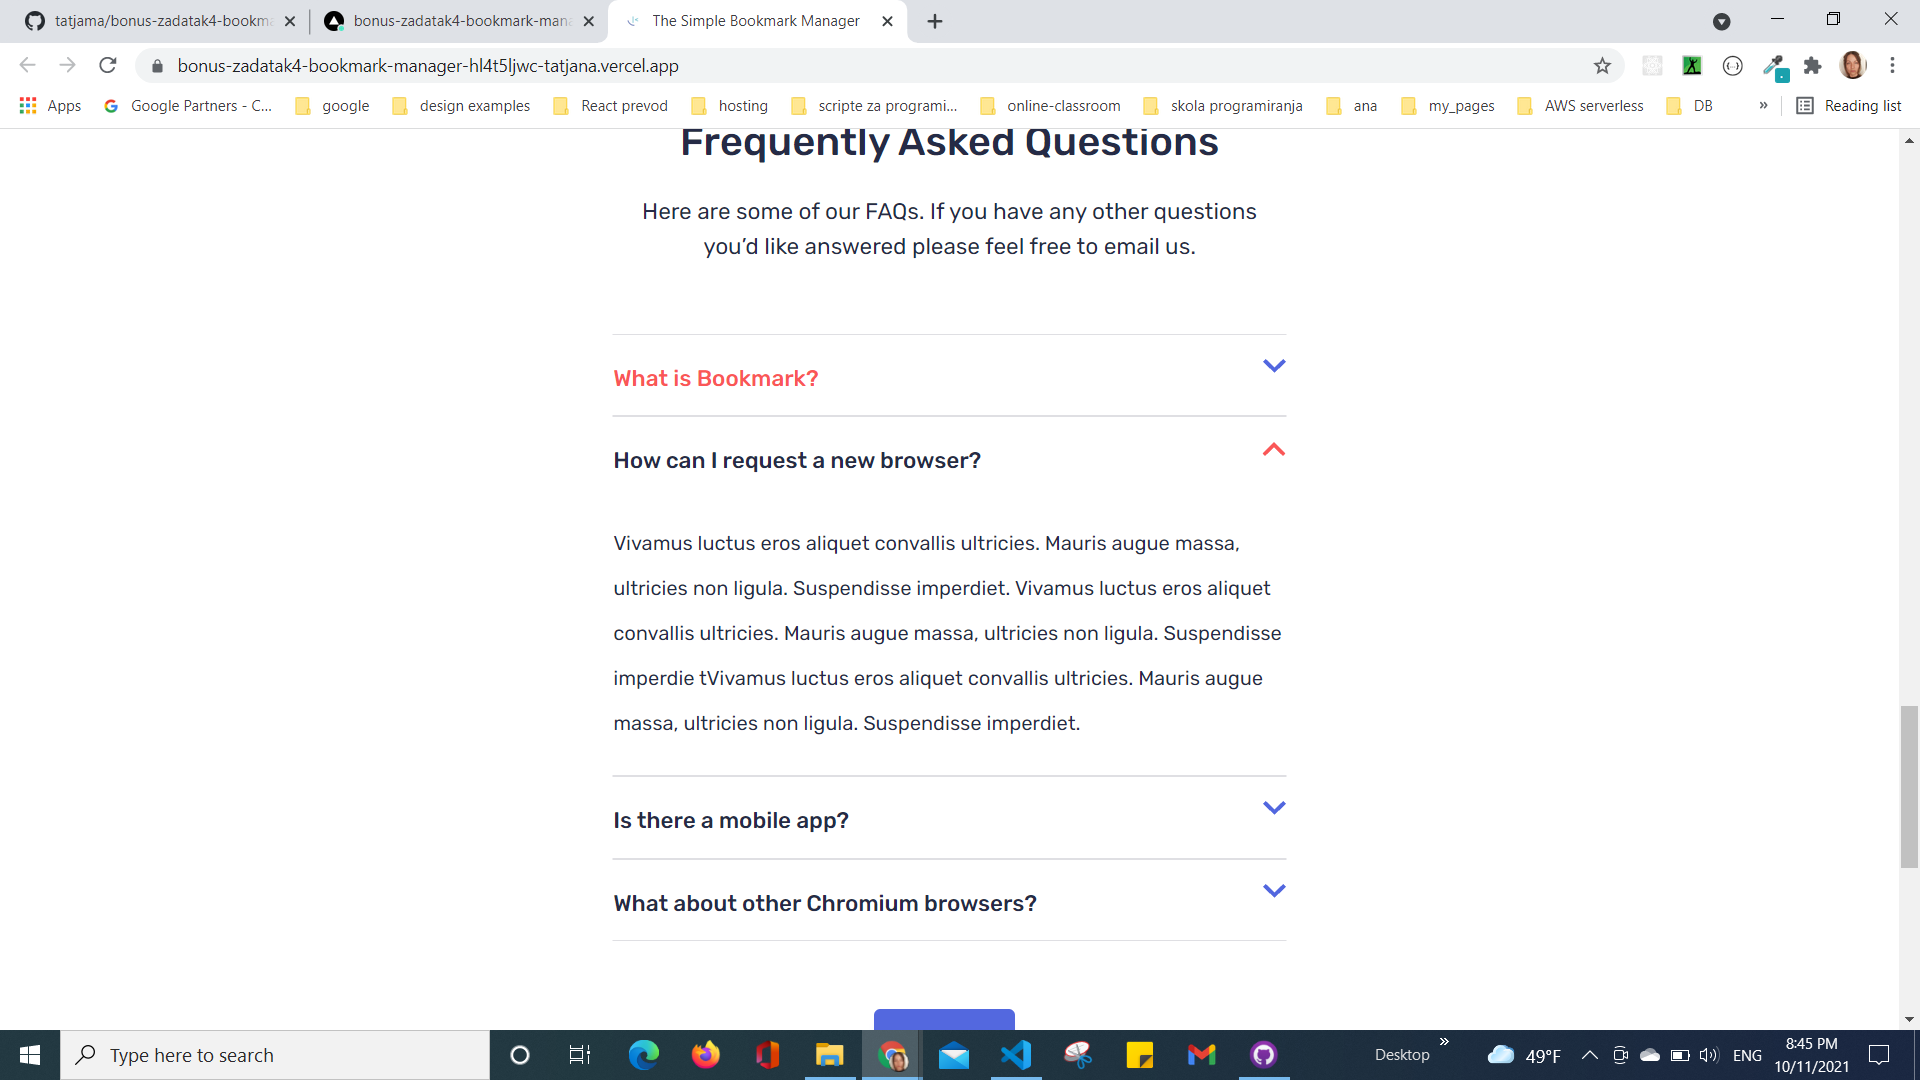 tatjama/bonus-zadatak4-bookma
bonus-zadatak4-bookmark-mana
The Simple Bookmark Manager
bonus-zadatak4-bookmark-manager-hl4t5ljwc-tatjana.vercel.app
Apps
Google Partners - C...
google
design examples
React prevod
hosting
scripte za programi...
online-classroom
skola programiranja
ana
my_pages
AWS serverless
DB
»
Reading list
Frequently Asked Questions
Here are some of our FAQs. If you have any other questions
you’d like answered please feel free to email us.
What is Bookmark?
How can I request a new browser?
Vivamus luctus eros aliquet convallis ultricies. Mauris augue massa,
ultricies non ligula. Suspendisse imperdiet. Vivamus luctus eros aliquet
convallis ultricies. Mauris augue massa, ultricies non ligula. Suspendisse
imperdie tVivamus luctus eros aliquet convallis ultricies. Mauris augue
massa, ultricies non ligula. Suspendisse imperdiet.
Is there a mobile app?
What about other Chromium browsers?
Type here to search
Desktop
»
49°F
ENG
8:45 PM
10/11/2021